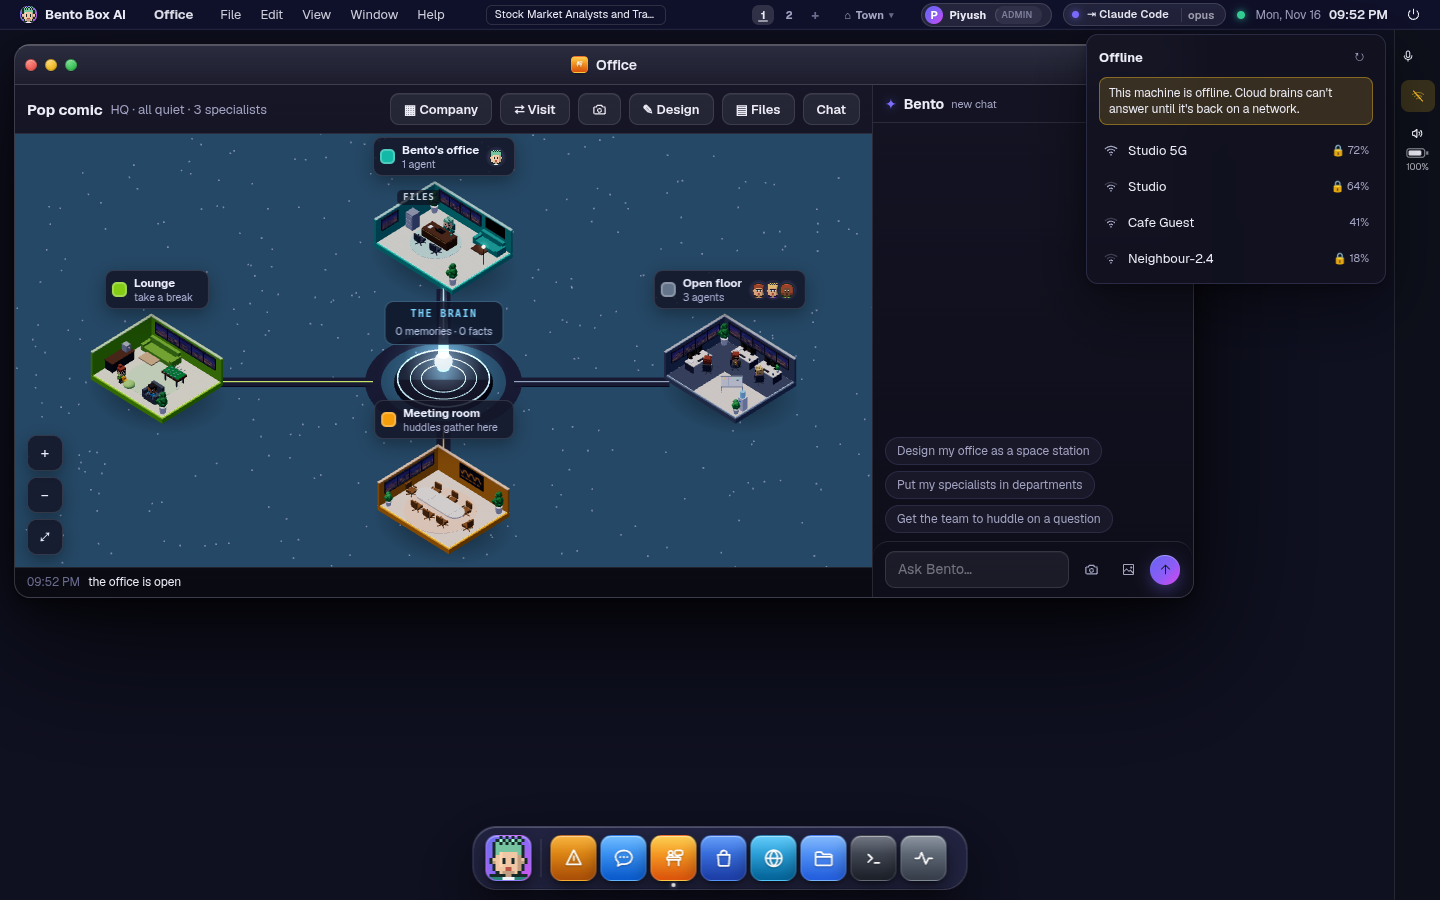 Bento Box AI
Office
File
Edit
View
Window
Help
Stock Market Analysts and Tra...
1
2
+
Town
P
Piyush
ADMIN
Claude Code
opus
Mon, Nov 16
09:52 PM
Office
Pop comic
HQ · all quiet · 3 specialists
Company
Visit
Design
Files
Chat
Bento
new chat
Offline
This machine is offline. Cloud brains can't
answer until it's back on a network.
Studio 5G
72%
Studio
64%
Cafe Guest
41%
Neighbour-2.4
18%
100%
Bento's office
1 agent
FILES
Lounge
take a break
THE BRAIN
0 memories · 0 facts
Open floor
3 agents
Meeting room
huddles gather here
+
−
Design my office as a space station
Put my specialists in departments
Get the team to huddle on a question
Ask Bento...
09:52 PM
the office is open